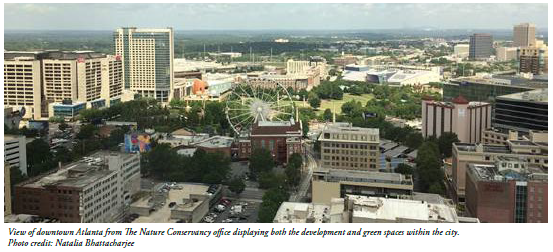 View of downtown Atlanta from The Nature Conservancy office displaying both the development and green spaces within the city.
Photo credit: Natalia Bhattacharjee